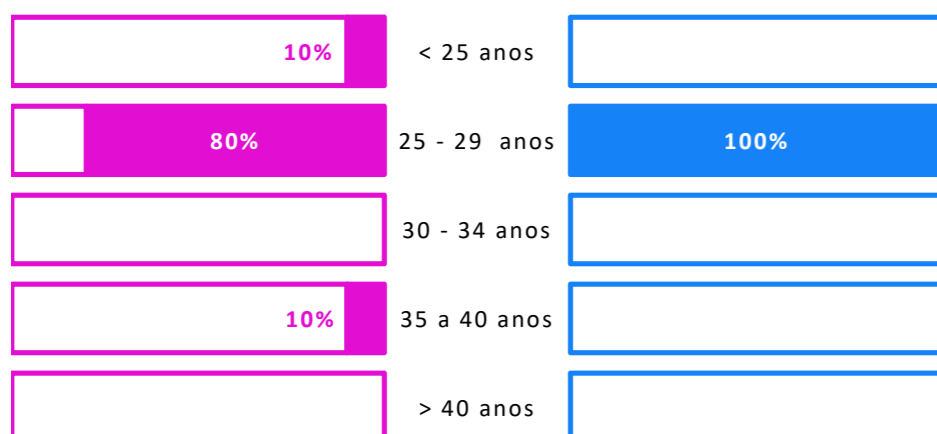 10% < 25 anos
80% 25 - 29 anos 100%
30 - 34 anos
10% 35 a 40 anos
> 40 anos